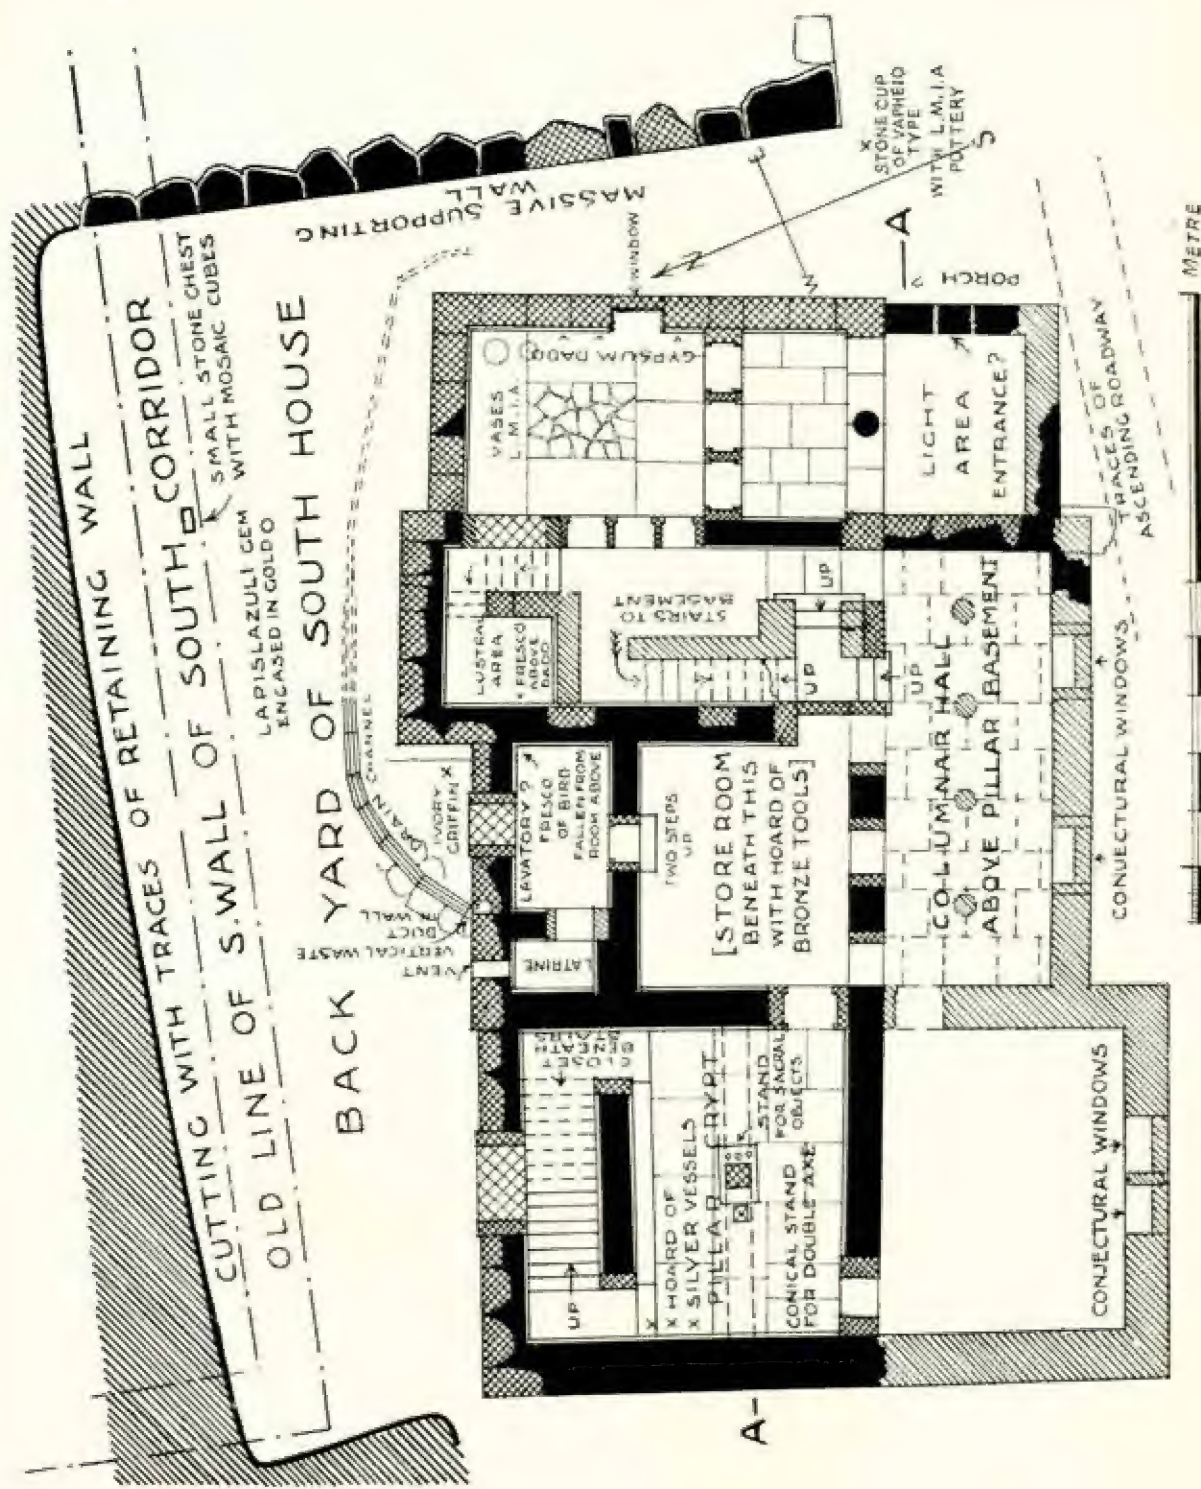 CUTTING WITH TRACES OF RETAINING WALL
OLD LINE OF S. WALL OF SOUTH CORRIDOR
SMALL STONE CHEST
WITH MOSAIC CUBES
LAPISLAZULI GEM
ENCASED IN GOLD
BACK YARD OF SOUTH HOUSE
MASSIVE SUPPORTING
WALL
DRAIN CHANNEL
IVORY
GRIFFIN X
VENT
VERTICAL WASTE
DUCT
IN WALL
WINDOW
N
E
S
W
X
STONE CUP
OF VAPHEIO
TYPE
WITH L.M.I.A
POTTERY
A
PORCH ?
VASES
L.M.I.A.
GYPSUM DADO
LIGHT
AREA
ENTRANCE?
TRACES OF
ASCENDING ROADWAY
LUSTRAL
AREA
FRESCO
ABOVE
DADO
STAIRS TO
BASEMENT
UP
UP
UP
LAVATORY?
FRESCO
OF BIRD
FALLEN FROM
ROOM ABOVE
LATRINE
TWO STEPS
UP
[STORE ROOM
BENEATH THIS
WITH HOARD OF
BRONZE TOOLS]
COLUMNAR HALL
ABOVE PILLAR BASEMENT
CONJECTURAL WINDOWS
UP
CLOSET
X
X HOARD OF
X SILVER VESSELS
PILLAR CRYPT
STAND
FOR SACRAL
OBJECTS
CONICAL STAND
FOR DOUBLE AXE
A
CONJECTURAL WINDOWS
METRE